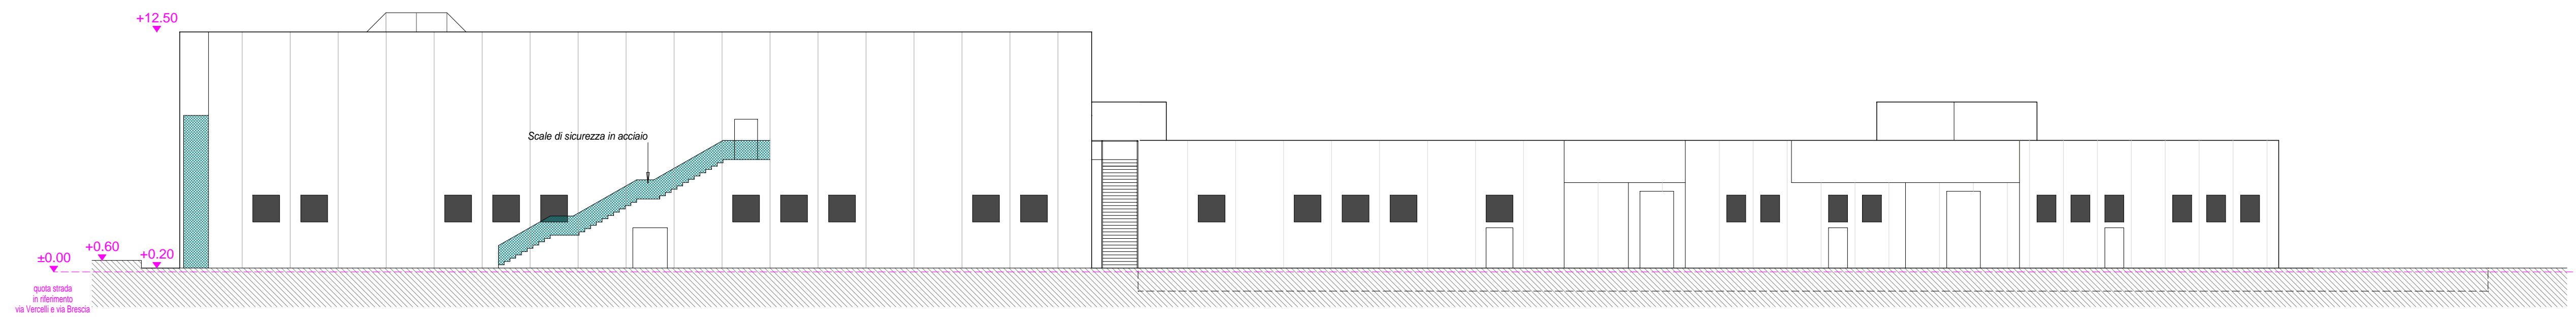 +12.50
Scale di sicurezza in acciaio
+0.60
+0.20
±0.00
quota strada
in riferimento
via Vercelli e via Brescia